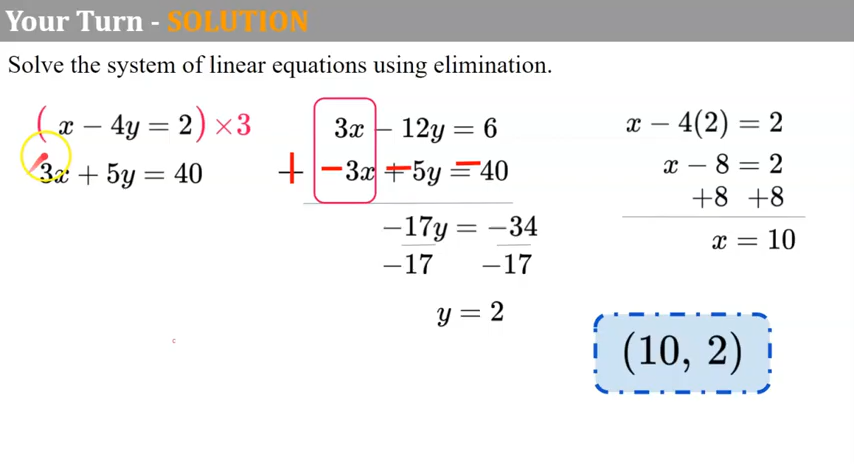 Your Turn - SOLUTION
Solve the system of linear equations using elimination.
(x − 4y = 2) ×3
3x + 5y = 40
3x − 12y = 6
+ −3x − 5y = −40
−17y = −34
−17 −17
y = 2
x − 4(2) = 2
x − 8 = 2
+8 +8
x = 10
(10, 2)